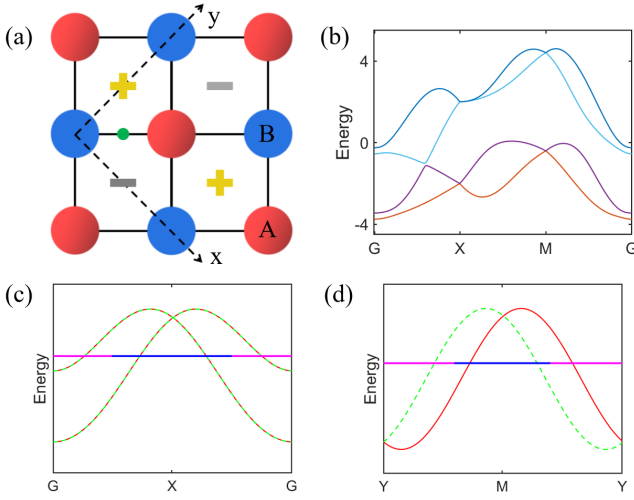 (a)
y
+
−
B
−
+
A
x
(b)
Energy
4
0
-4
G X M G
(c)
Energy
G X G
(d)
Energy
Y M Y